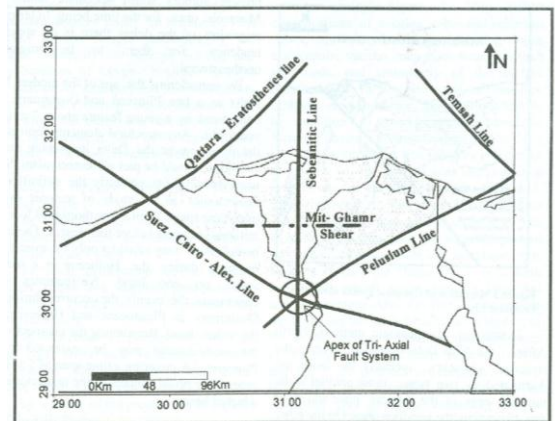 33 00
32 00
31 00
30 00
29 00
N
Qattara - Eratosthenes line
Sebeanitic Line
Temsah Line
Mit- Ghamr
Shear
Pelusium Line
Suez - Cairo - Alex. Line
Apex of Tri- Axial
Fault System
0Km 48 96Km
29 00 30 00 31 00 32 00 33 00